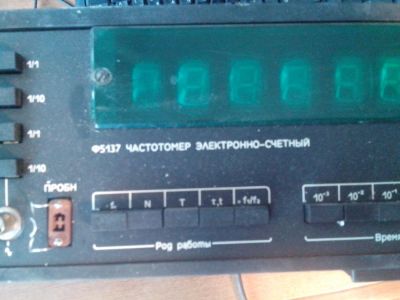 1/1
1/10
1/1
1/10
Ф5137 ЧАСТОТОМЕР ЭЛЕКТРОННО-СЧЕТНЫЙ
ПРОБН
N T τ,t f₁/f₂
10⁻³ 10⁻² 10⁻¹
Род работы
Время